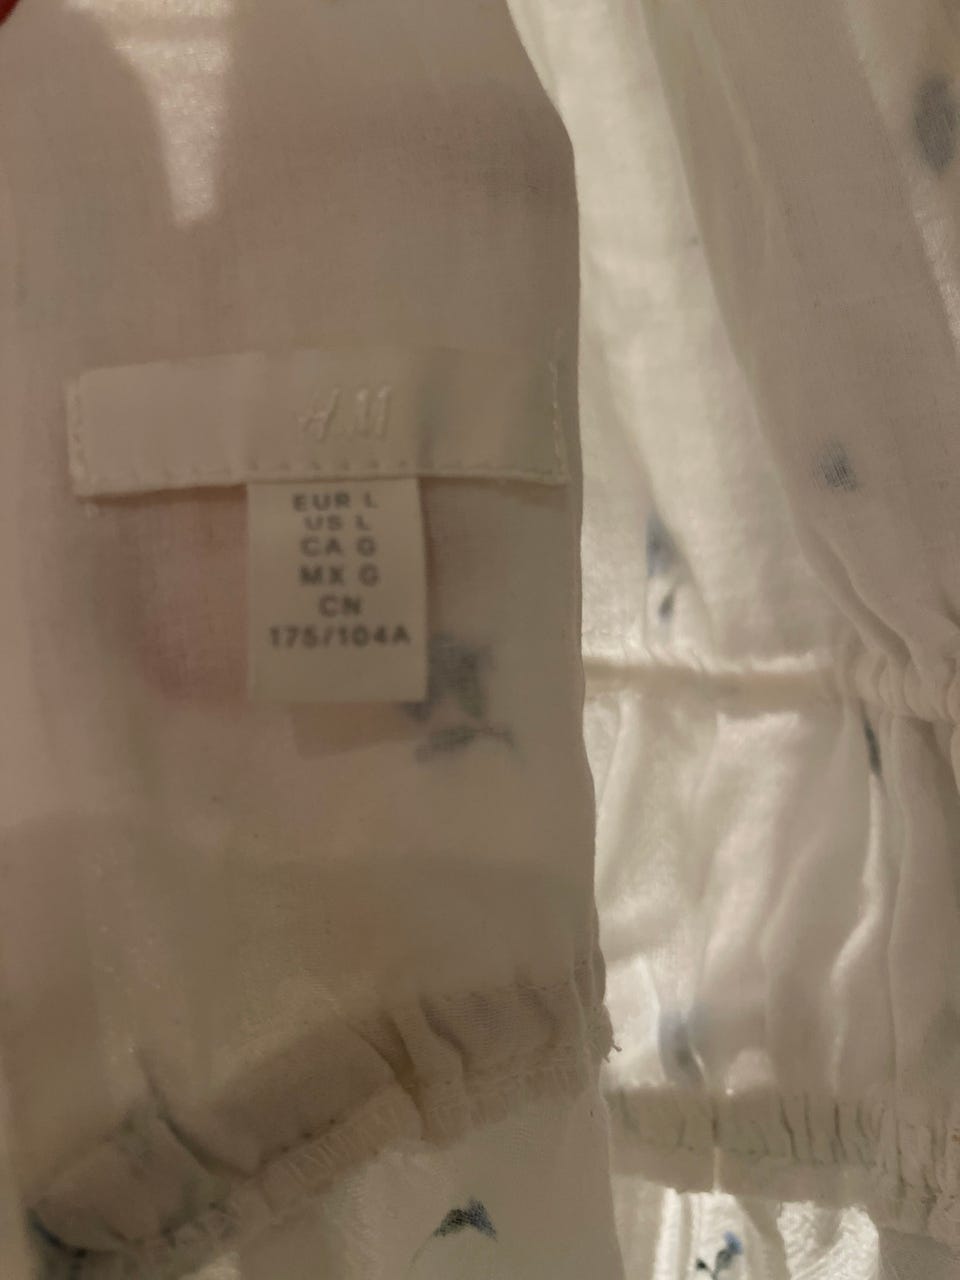 H&M
EUR L
US L
CA G
MX G
CN
175/104A